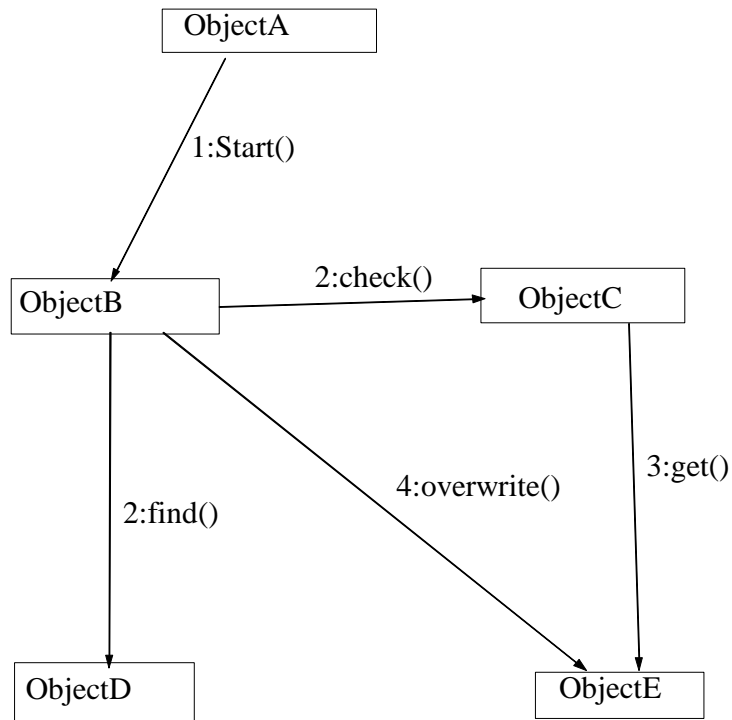 ObjectA
1:Start()
ObjectB
2:check()
ObjectC
2:find()
4:overwrite()
3:get()
ObjectD
ObjectE